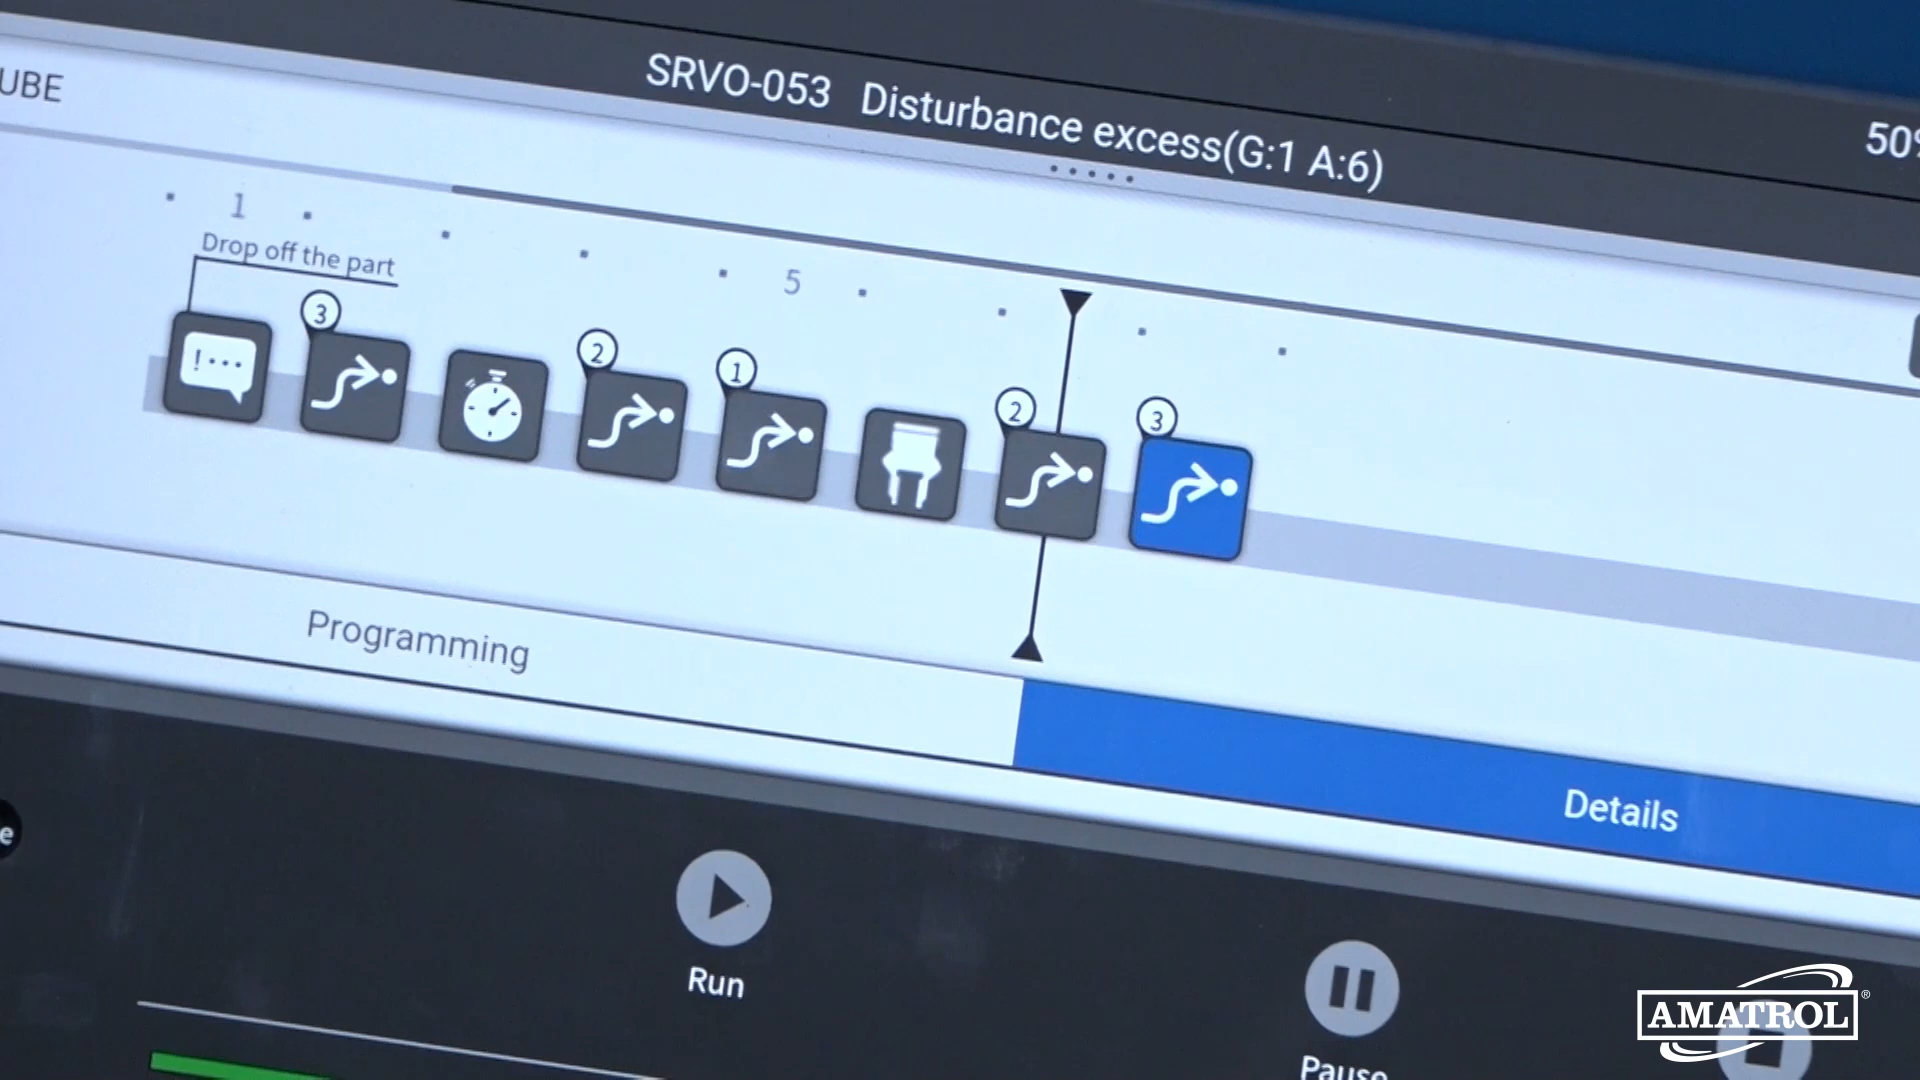 SRVO-053 Disturbance excess(G:1 A:6)
50%
UBE
1
5
Drop off the part
3
2
1
2
3
!...
Programming
Details
e
Run
Pause
AMATROL®